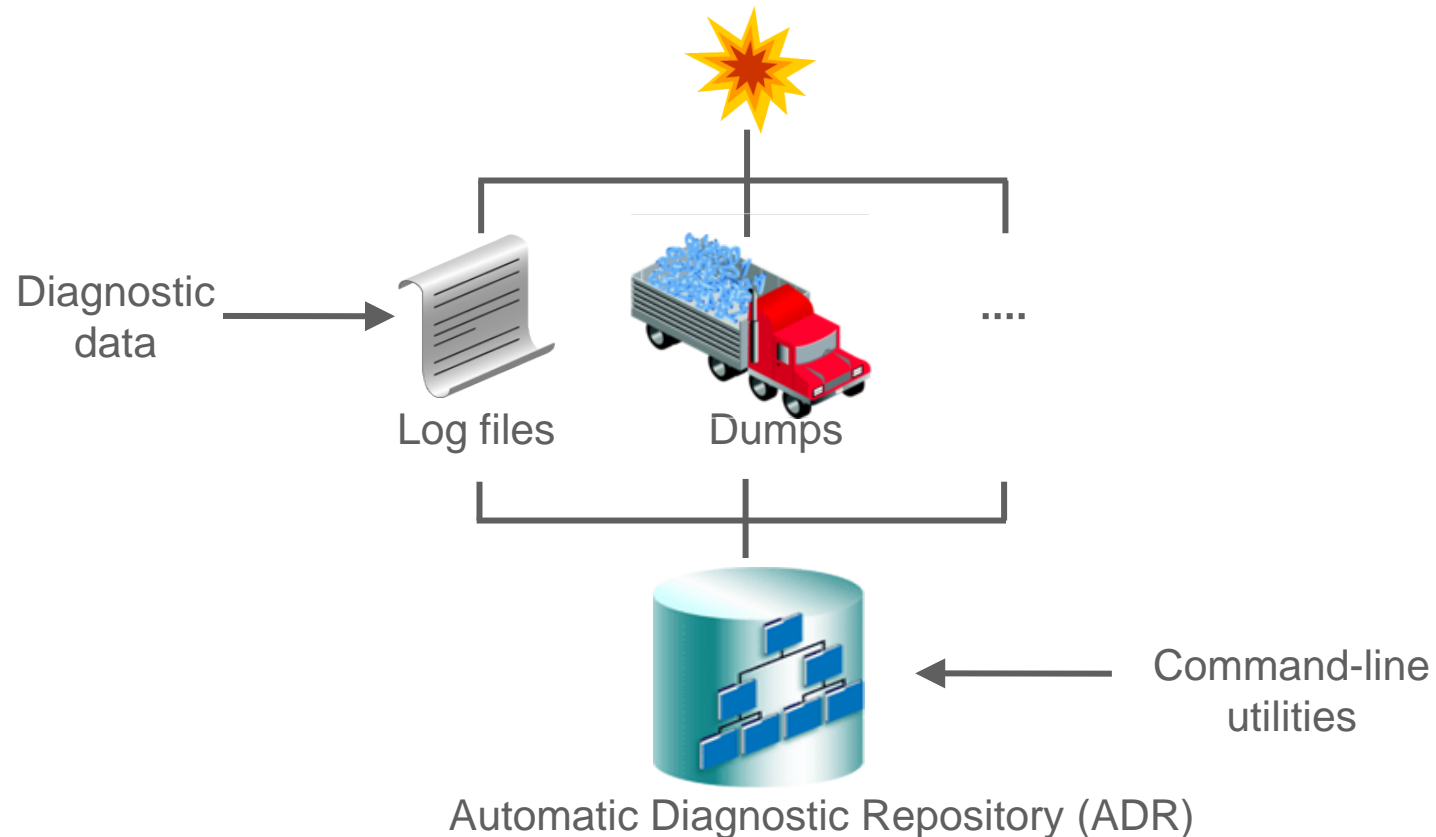 Diagnostic
data
....
Log files
Dumps
Command-line
utilities
Automatic Diagnostic Repository (ADR)